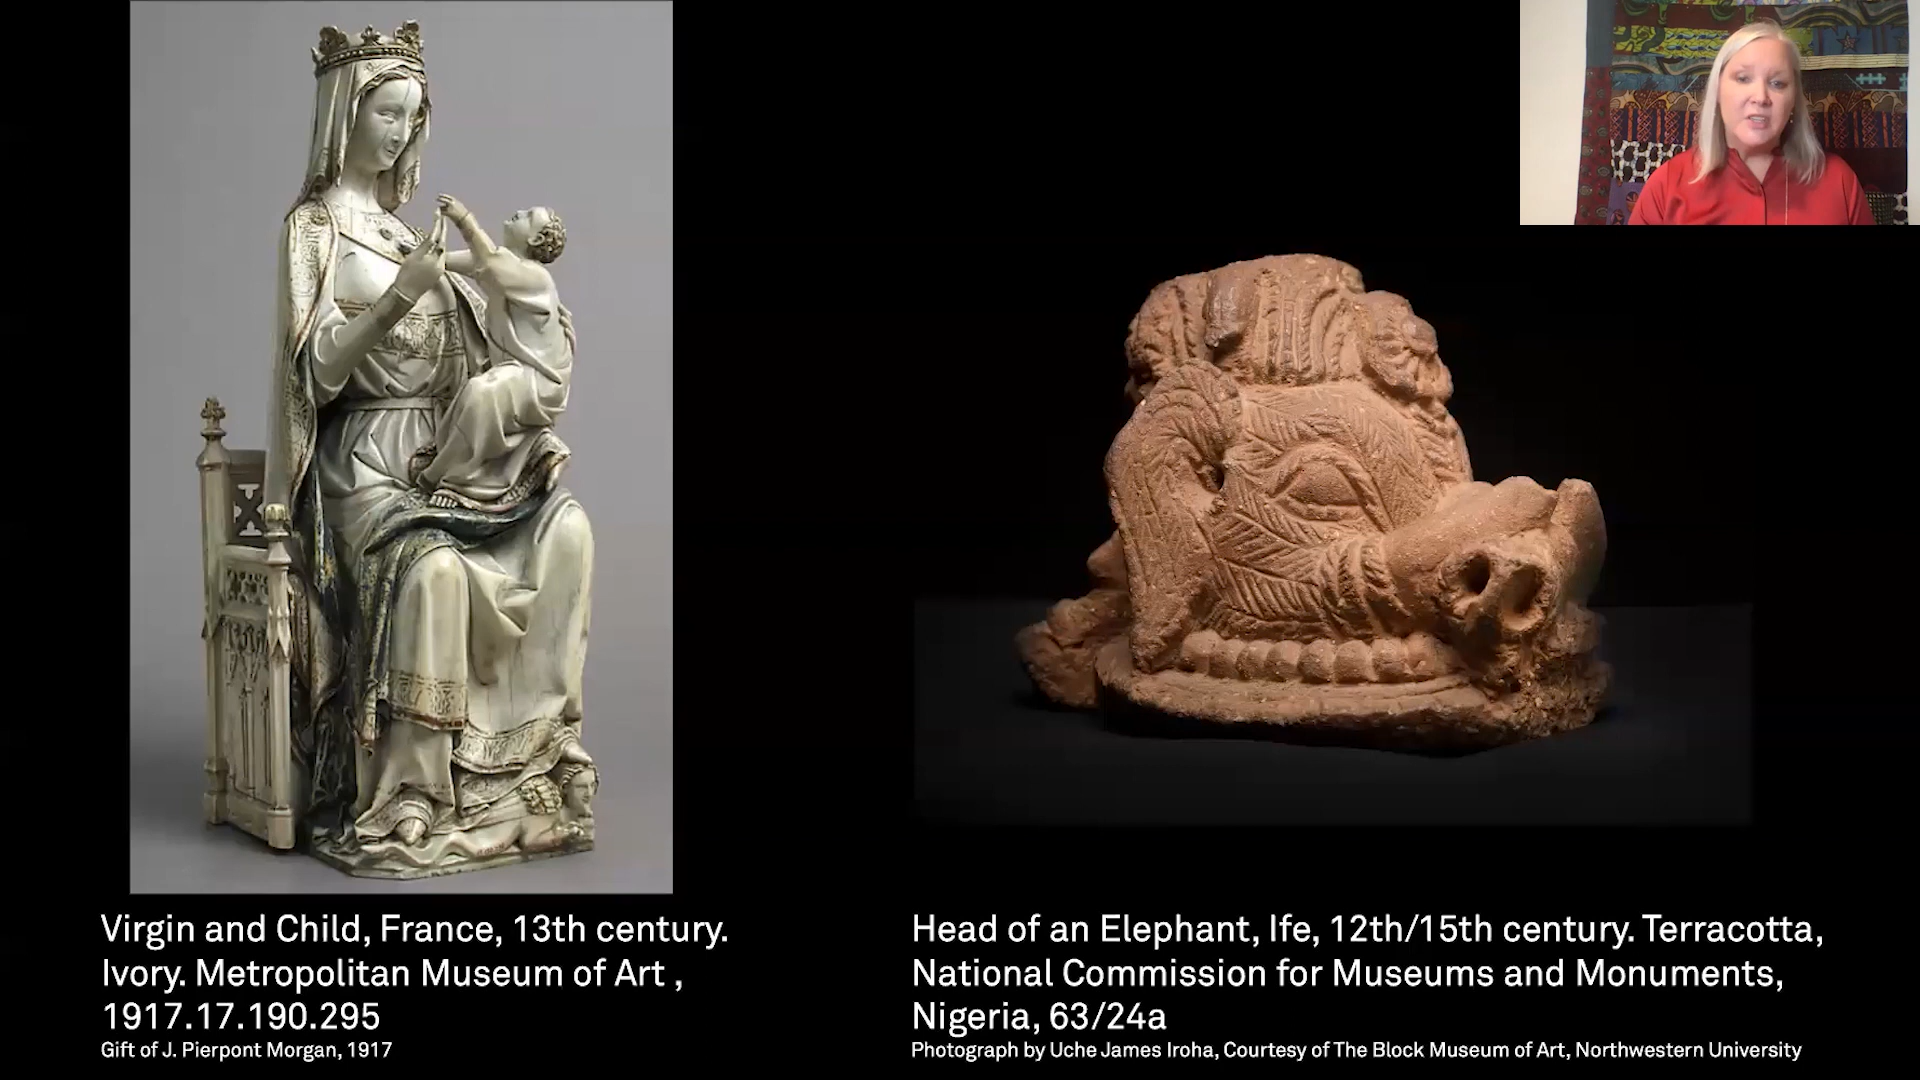 Virgin and Child, France, 13th century.
Ivory. Metropolitan Museum of Art ,
1917.17.190.295
Gift of J. Pierpont Morgan, 1917
Head of an Elephant, Ife, 12th/15th century. Terracotta,
National Commission for Museums and Monuments,
Nigeria, 63/24a
Photograph by Uche James Iroha, Courtesy of The Block Museum of Art, Northwestern University